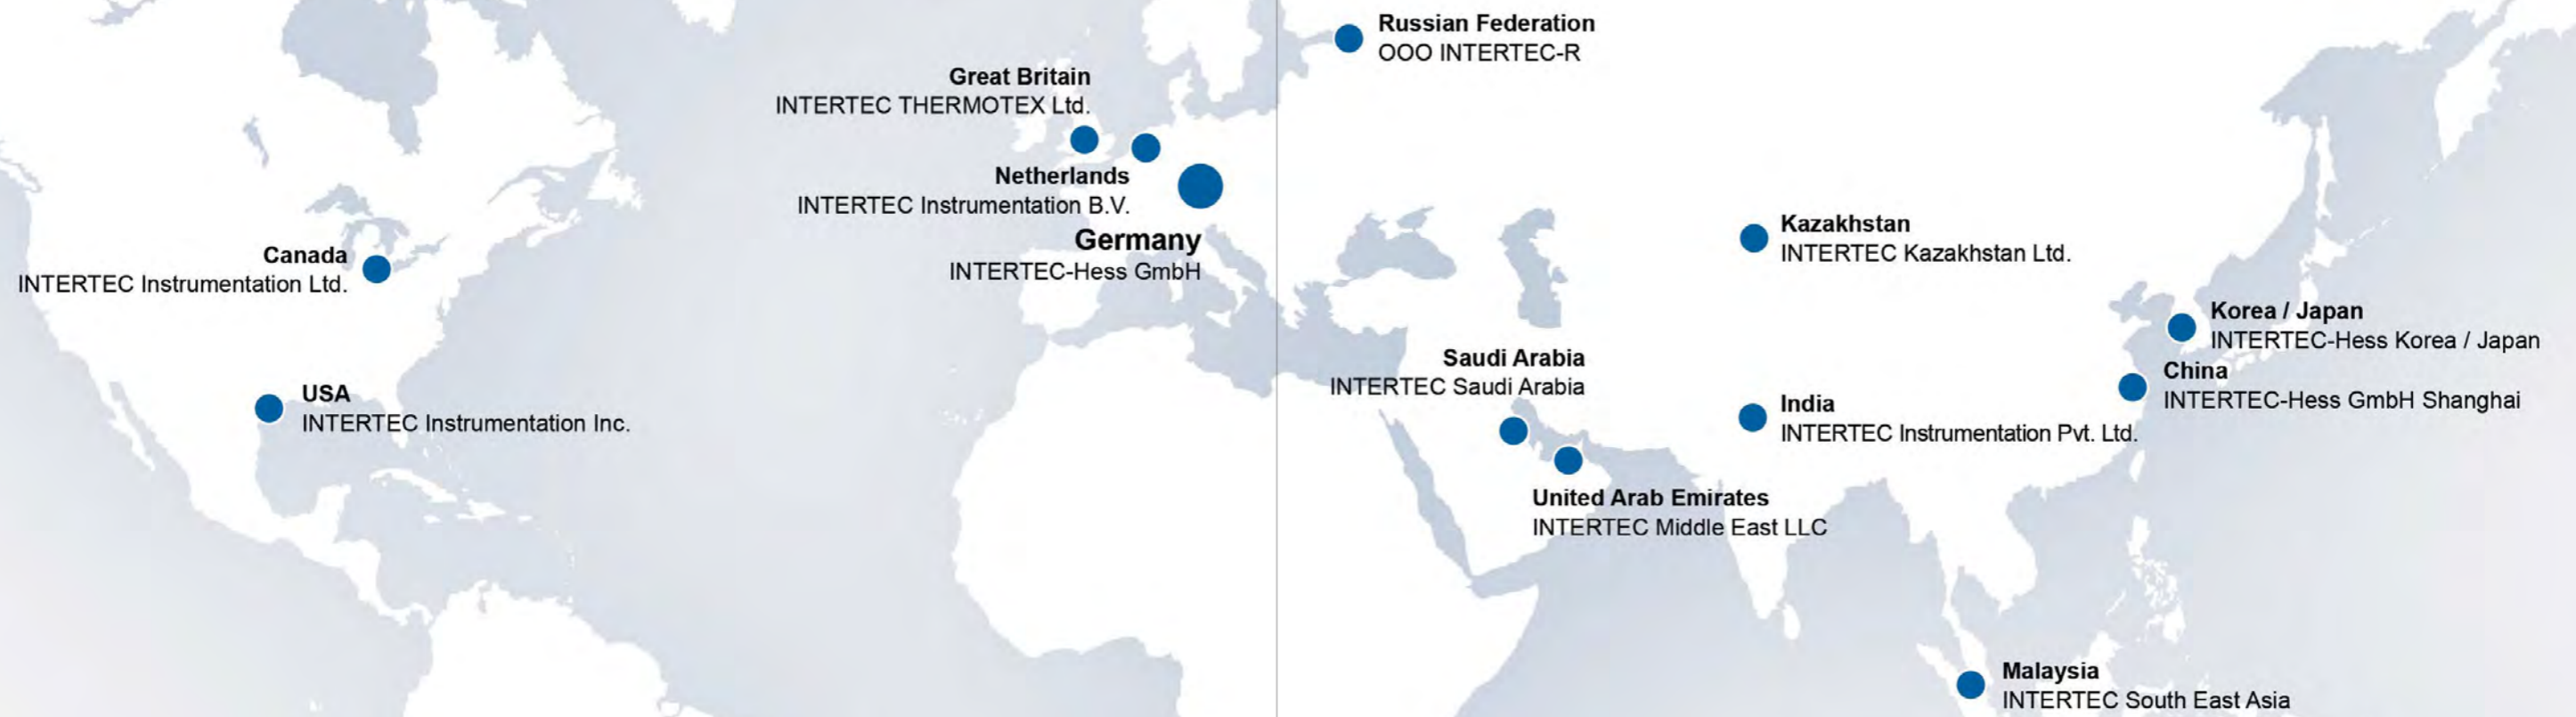 Russian Federation
OOO INTERTEC-R
Great Britain
INTERTEC THERMOTEX Ltd.
Netherlands
INTERTEC Instrumentation B.V.
Germany
INTERTEC-Hess GmbH
Canada
INTERTEC Instrumentation Ltd.
USA
INTERTEC Instrumentation Inc.
Kazakhstan
INTERTEC Kazakhstan Ltd.
Korea / Japan
INTERTEC-Hess Korea / Japan
China
INTERTEC-Hess GmbH Shanghai
Saudi Arabia
INTERTEC Saudi Arabia
India
INTERTEC Instrumentation Pvt. Ltd.
United Arab Emirates
INTERTEC Middle East LLC
Malaysia
INTERTEC South East Asia